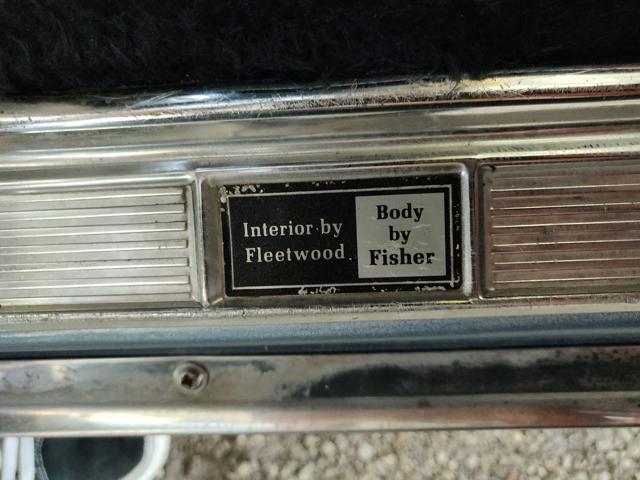 Interior by
Fleetwood
Body
by
Fisher